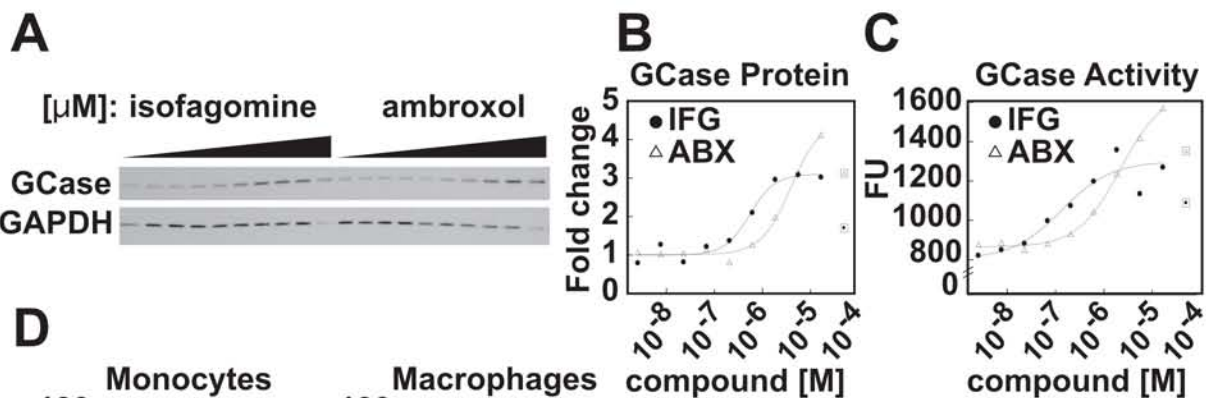 A
[µM]: isofagomine ambroxol
GCase
GAPDH
B
GCase Protein
Fold change
5
4
3
2
1
0
IFG
ABX
10-8 10-7 10-6 10-5 10-4
compound [M]
C
GCase Activity
FU
1600
1400
1200
1000
800
0
IFG
ABX
10-8 10-7 10-6 10-5 10-4
compound [M]
D
Monocytes Macrophages